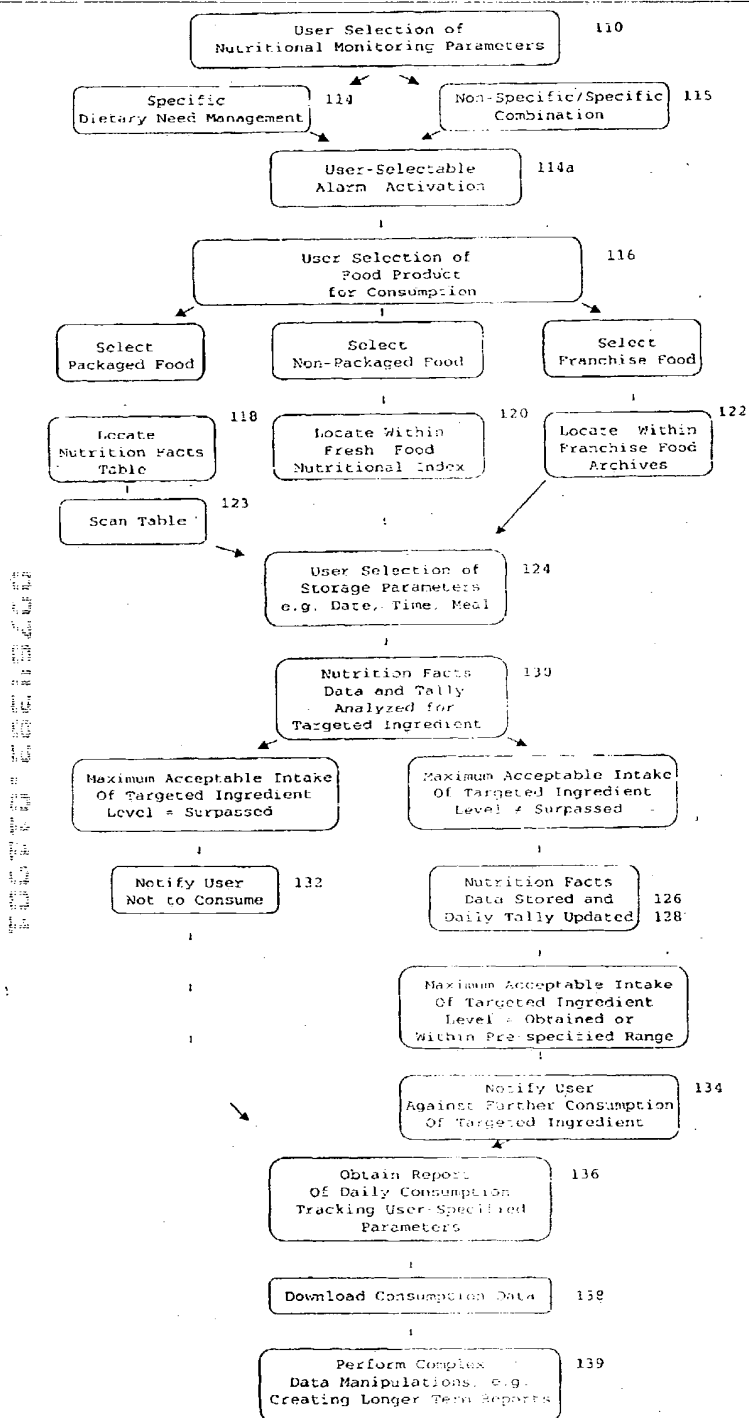 User Selection of
Nutritional Monitoring Parameters
110
Specific
Dietary Need Management
114
Non-Specific/Specific
Combination
115
User-Selectable
Alarm Activation
114a
User Selection of
Food Product
for Consumption
116
Select
Packaged Food
Select
Non-Packaged Food
Select
Franchise Food
Locate
Nutrition Facts
Table
118
Locate Within
Fresh Food
Nutritional Index
120
Locate Within
Franchise Food
Archives
122
Scan Table
123
User Selection of
Storage Parameters
e.g. Date, Time, Meal
124
Nutrition Facts
Data and Tally
Analyzed for
Targeted Ingredient
130
Maximum Acceptable Intake
Of Targeted Ingredient
Level = Surpassed
Maximum Acceptable Intake
Of Targeted Ingredient
Level ≠ Surpassed
Notify User
Not to Consume
132
Nutrition Facts
Data Stored and
Daily Tally Updated
126
128
Maximum Acceptable Intake
Of Targeted Ingredient
Level = Obtained or
Within Pre-specified Range
Notify User
Against Further Consumption
Of Targeted Ingredient
134
Obtain Report
Of Daily Consumption
Tracking User-Specified
Parameters
136
Download Consumption Data
138
Perform Complex
Data Manipulations, e.g.
Creating Longer Term Reports
139